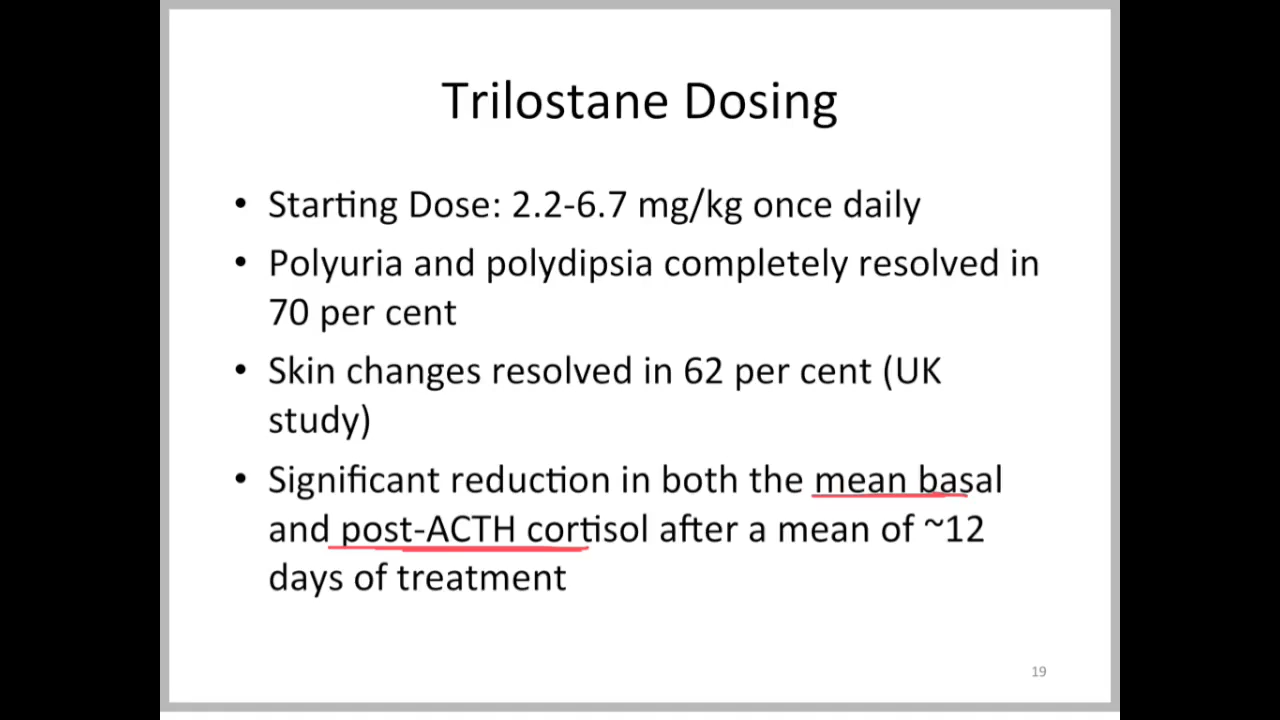 Trilostane Dosing
• Starting Dose: 2.2-6.7 mg/kg once daily
• Polyuria and polydipsia completely resolved in
70 per cent
• Skin changes resolved in 62 per cent (UK
study)
• Significant reduction in both the mean basal
and post-ACTH cortisol after a mean of ~12
days of treatment
19